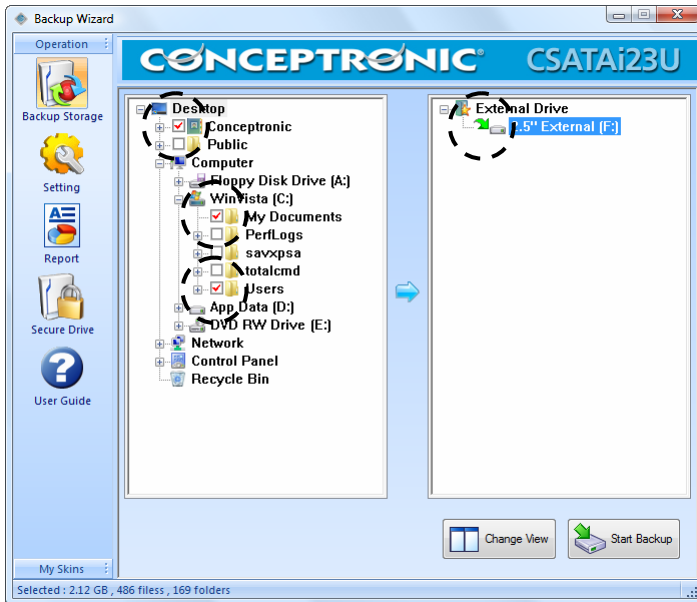 Backup Wizard
Operation
Backup Storage
Setting
Report
Secure Drive
User Guide
My Skins
CONCEPTRONIC® CSATAi23U
Desktop
Conceptronic
Public
Computer
Floppy Disk Drive (A:)
WinVista (C:)
My Documents
PerfLogs
savxpsa
totalcmd
Users
App Data (D:)
DVD RW Drive (E:)
Network
Control Panel
Recycle Bin
External Drive
2.5" External (F:)
Change View
Start Backup
Selected : 2.12 GB , 486 filess , 169 folders